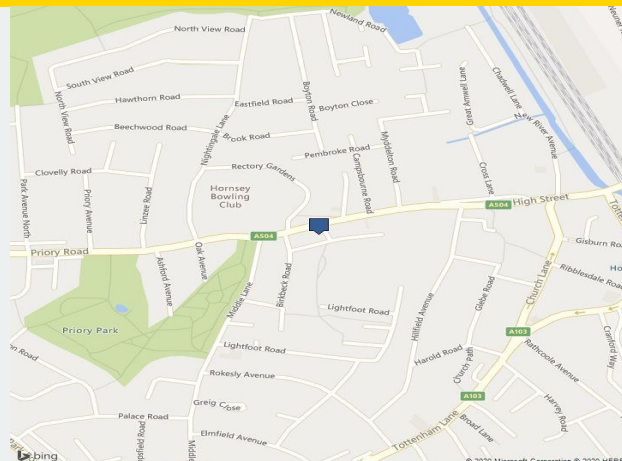 North View Road
Newland Road
South View Road
North View Road
Hawthorn Road
Eastfield Road
Boyton Road
Boyton Close
Great Amwell Lane
Chadwell Lane
New River Avenue
Beechwood Road
Nightingale Lane
Brook Road
Pembroke Road
Myddelton Road
Campsbourne Road
Cross Lane
Clovelly Road
Rectory Gardens
Hornsey
Bowling
Club
Park Avenue North
Priory Avenue
Linzee Road
A504
High Street
A504
Priory Road
Oak Avenue
Ashford Avenue
Middle Lane
Birkbeck Road
Gisburn Ro
Ribblesdale Road
Church Lane
Ho
Priory Park
Lightfoot Road
Hillfield Avenue
Glebe Road
A103
Lightfoot Road
Harold Road
Church Path
Rathcoole Avenue
Cranford Way
Rokesly Avenue
Greig Close
A103
Harvey Road
Palace Road
Elmfield Avenue
Tottenham Lane
Broad Lane
bing
© 2020 Microsoft Corporation © 2020 HERE